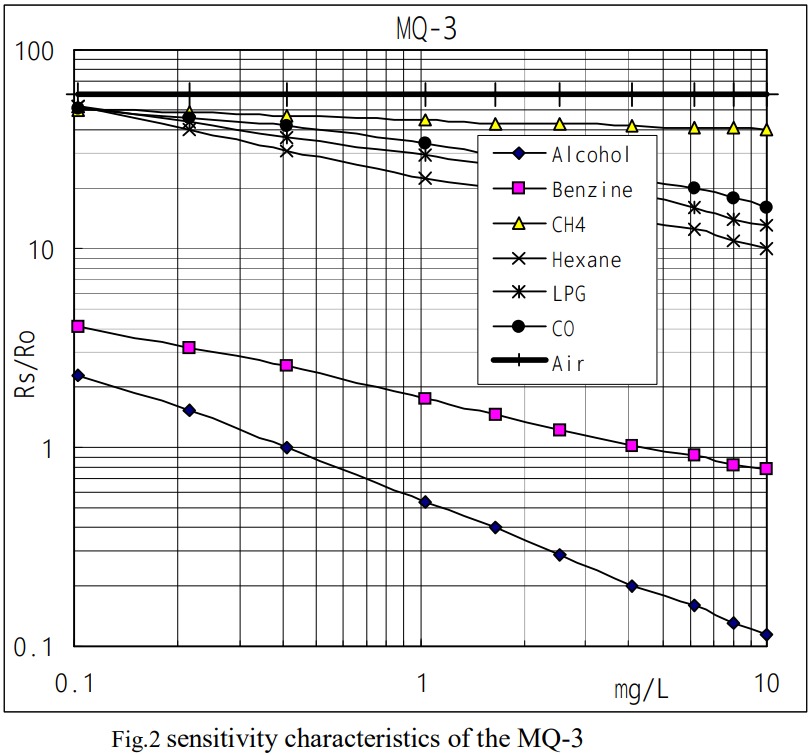 MQ-3
100
10
1
0.1
Rs/Ro
Alcohol
Benzine
CH4
Hexane
LPG
CO
Air
0.1
1
mg/L
10
Fig.2 sensitivity characteristics of the MQ-3